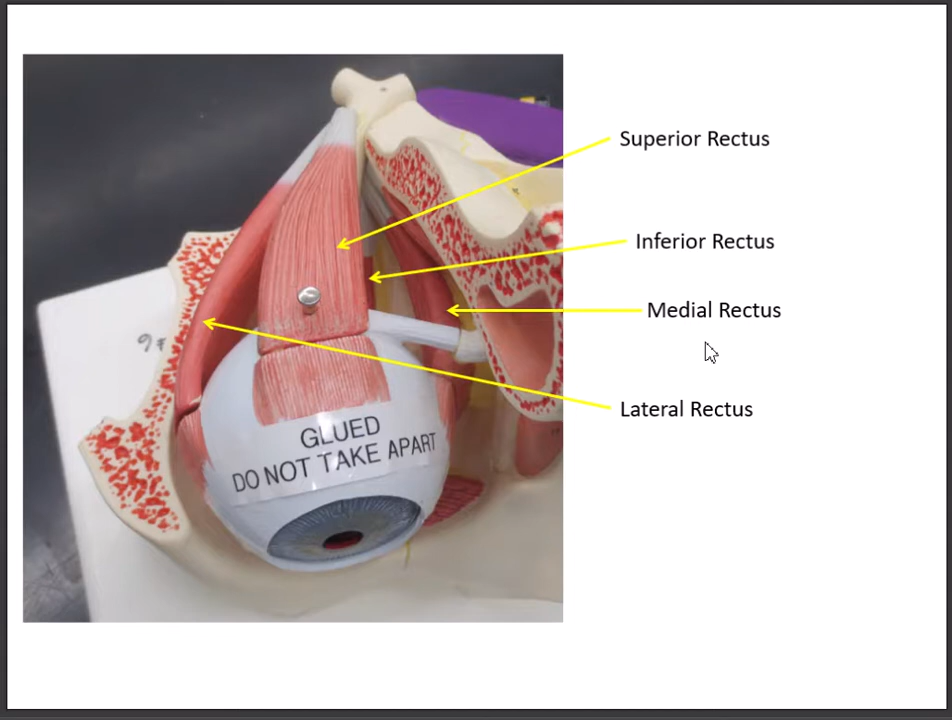 Superior Rectus
Inferior Rectus
Medial Rectus
Lateral Rectus
GLUED
DO NOT TAKE APART